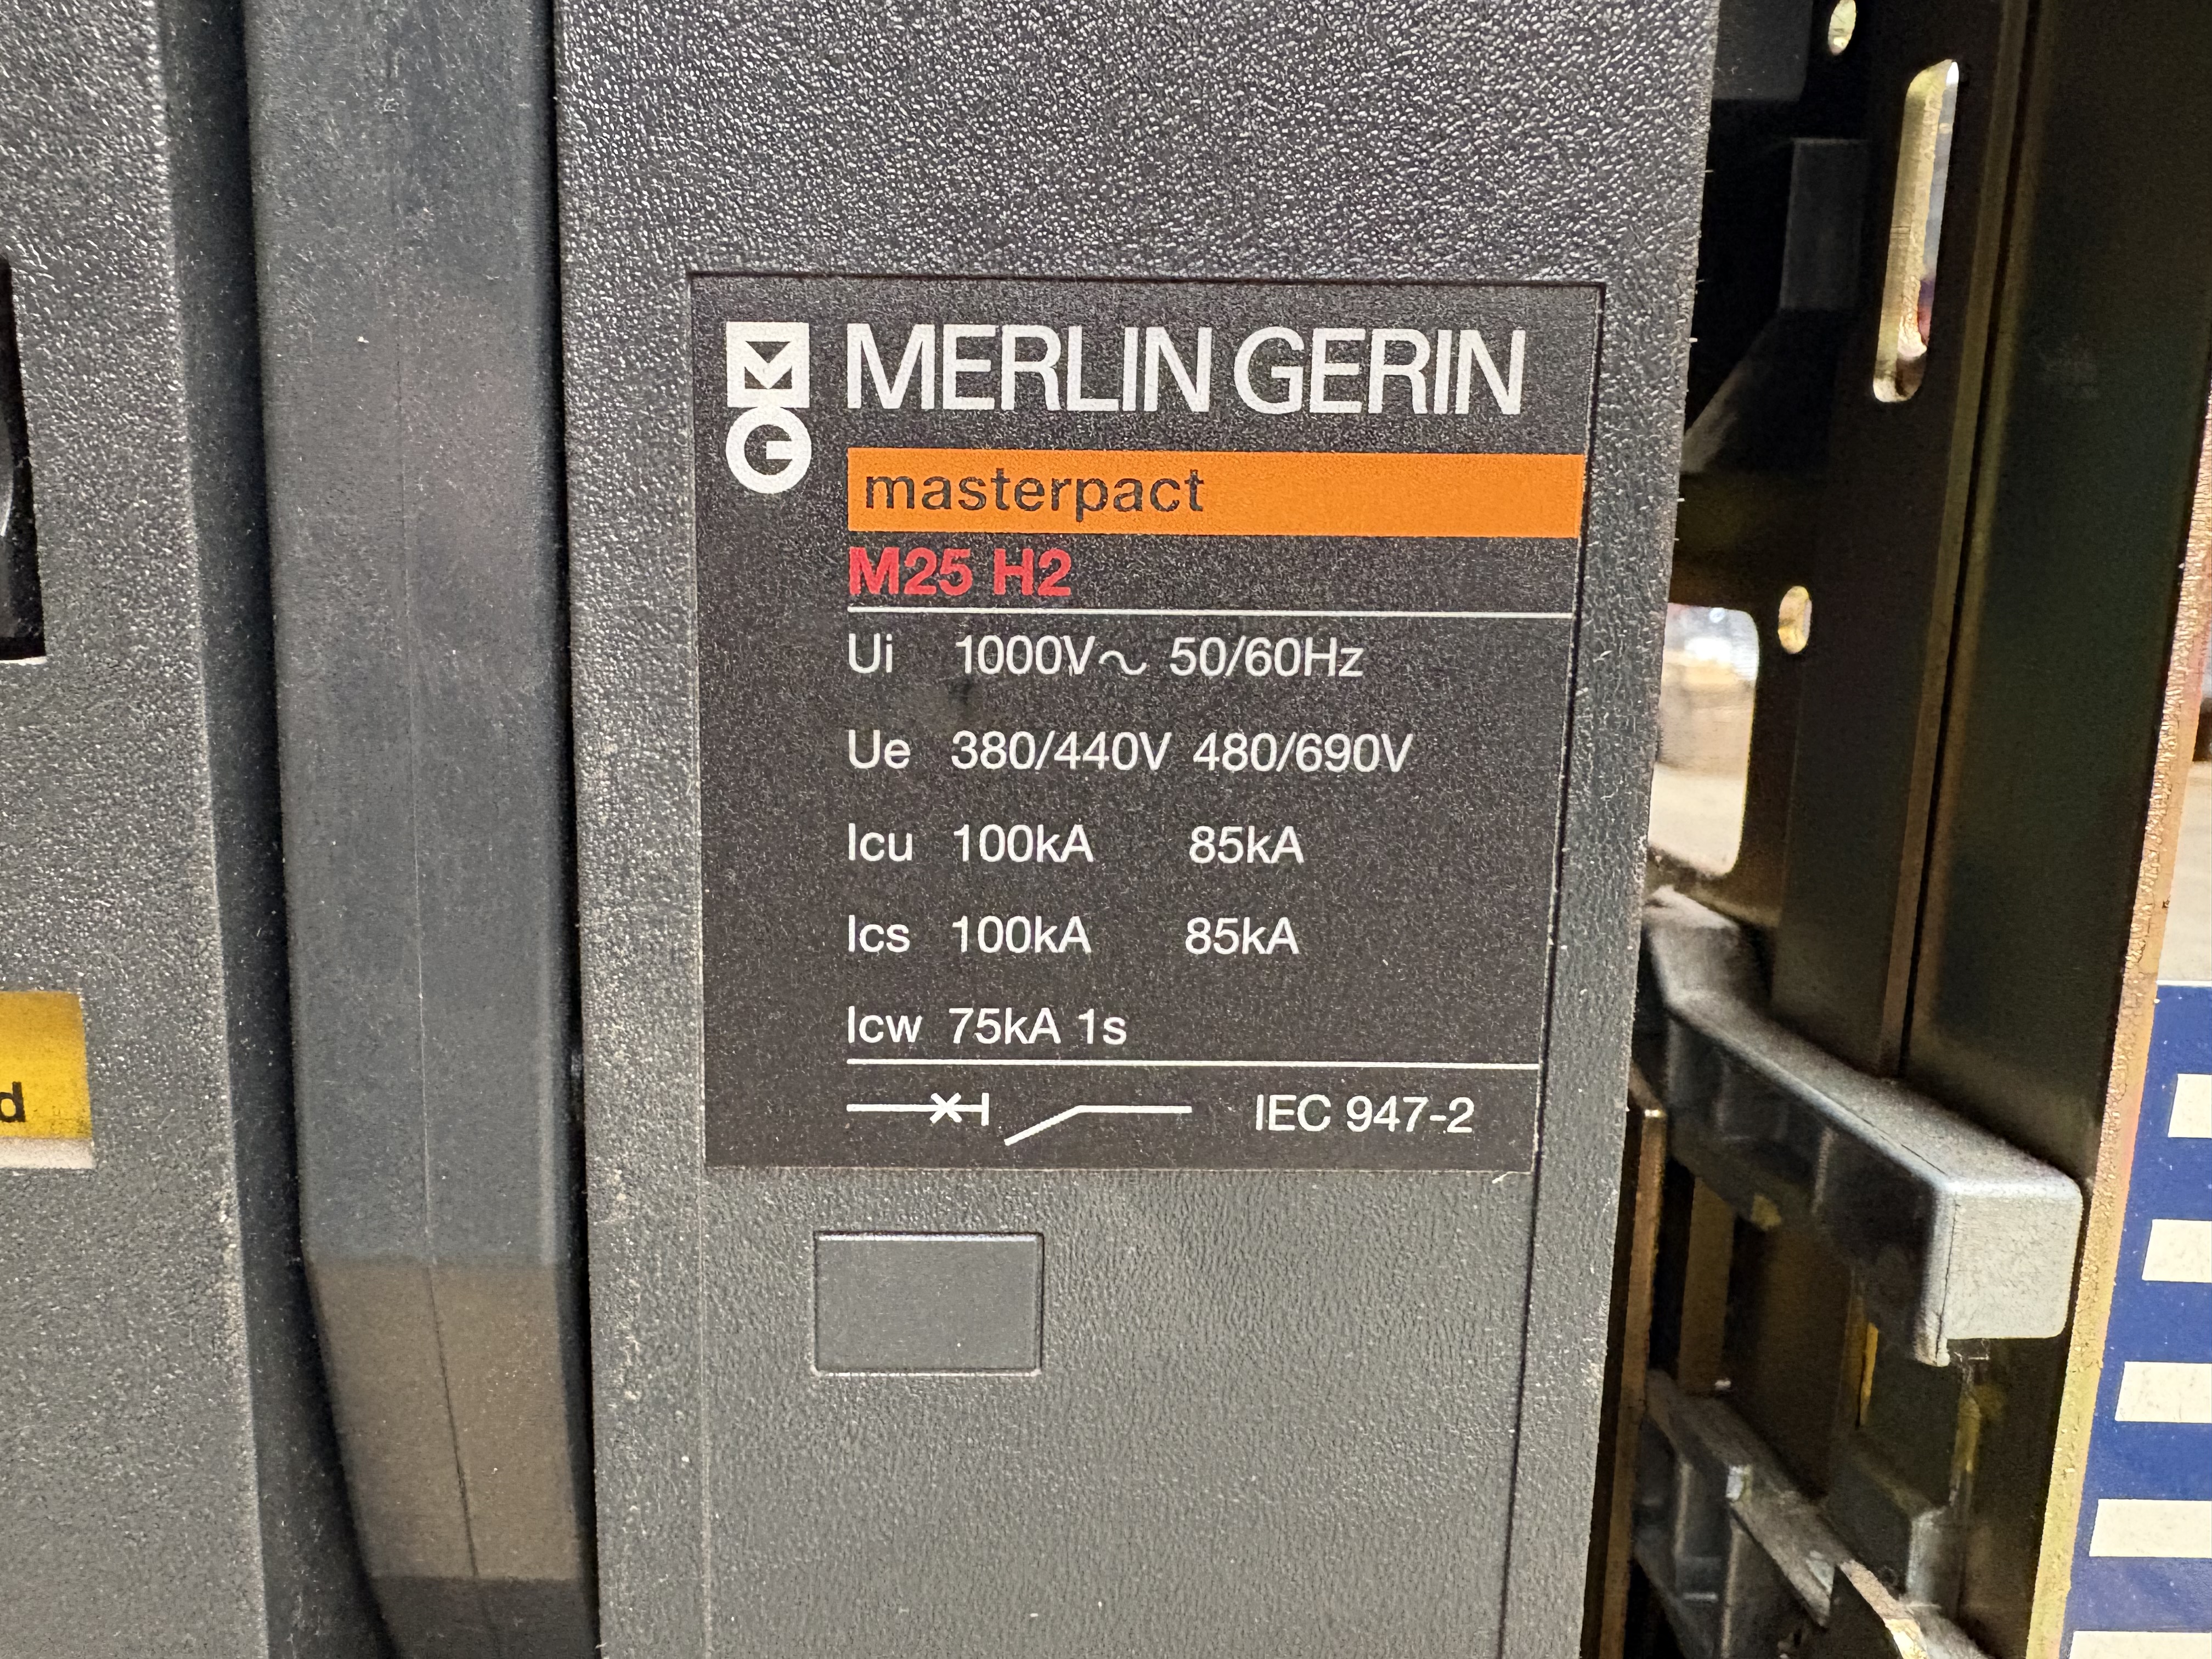 MERLIN GERIN
masterpact
M25 H2
Ui 1000V~ 50/60Hz
Ue 380/440V 480/690V
Icu 100kA 85kA
Ics 100kA 85kA
Icw 75kA 1s
IEC 947-2